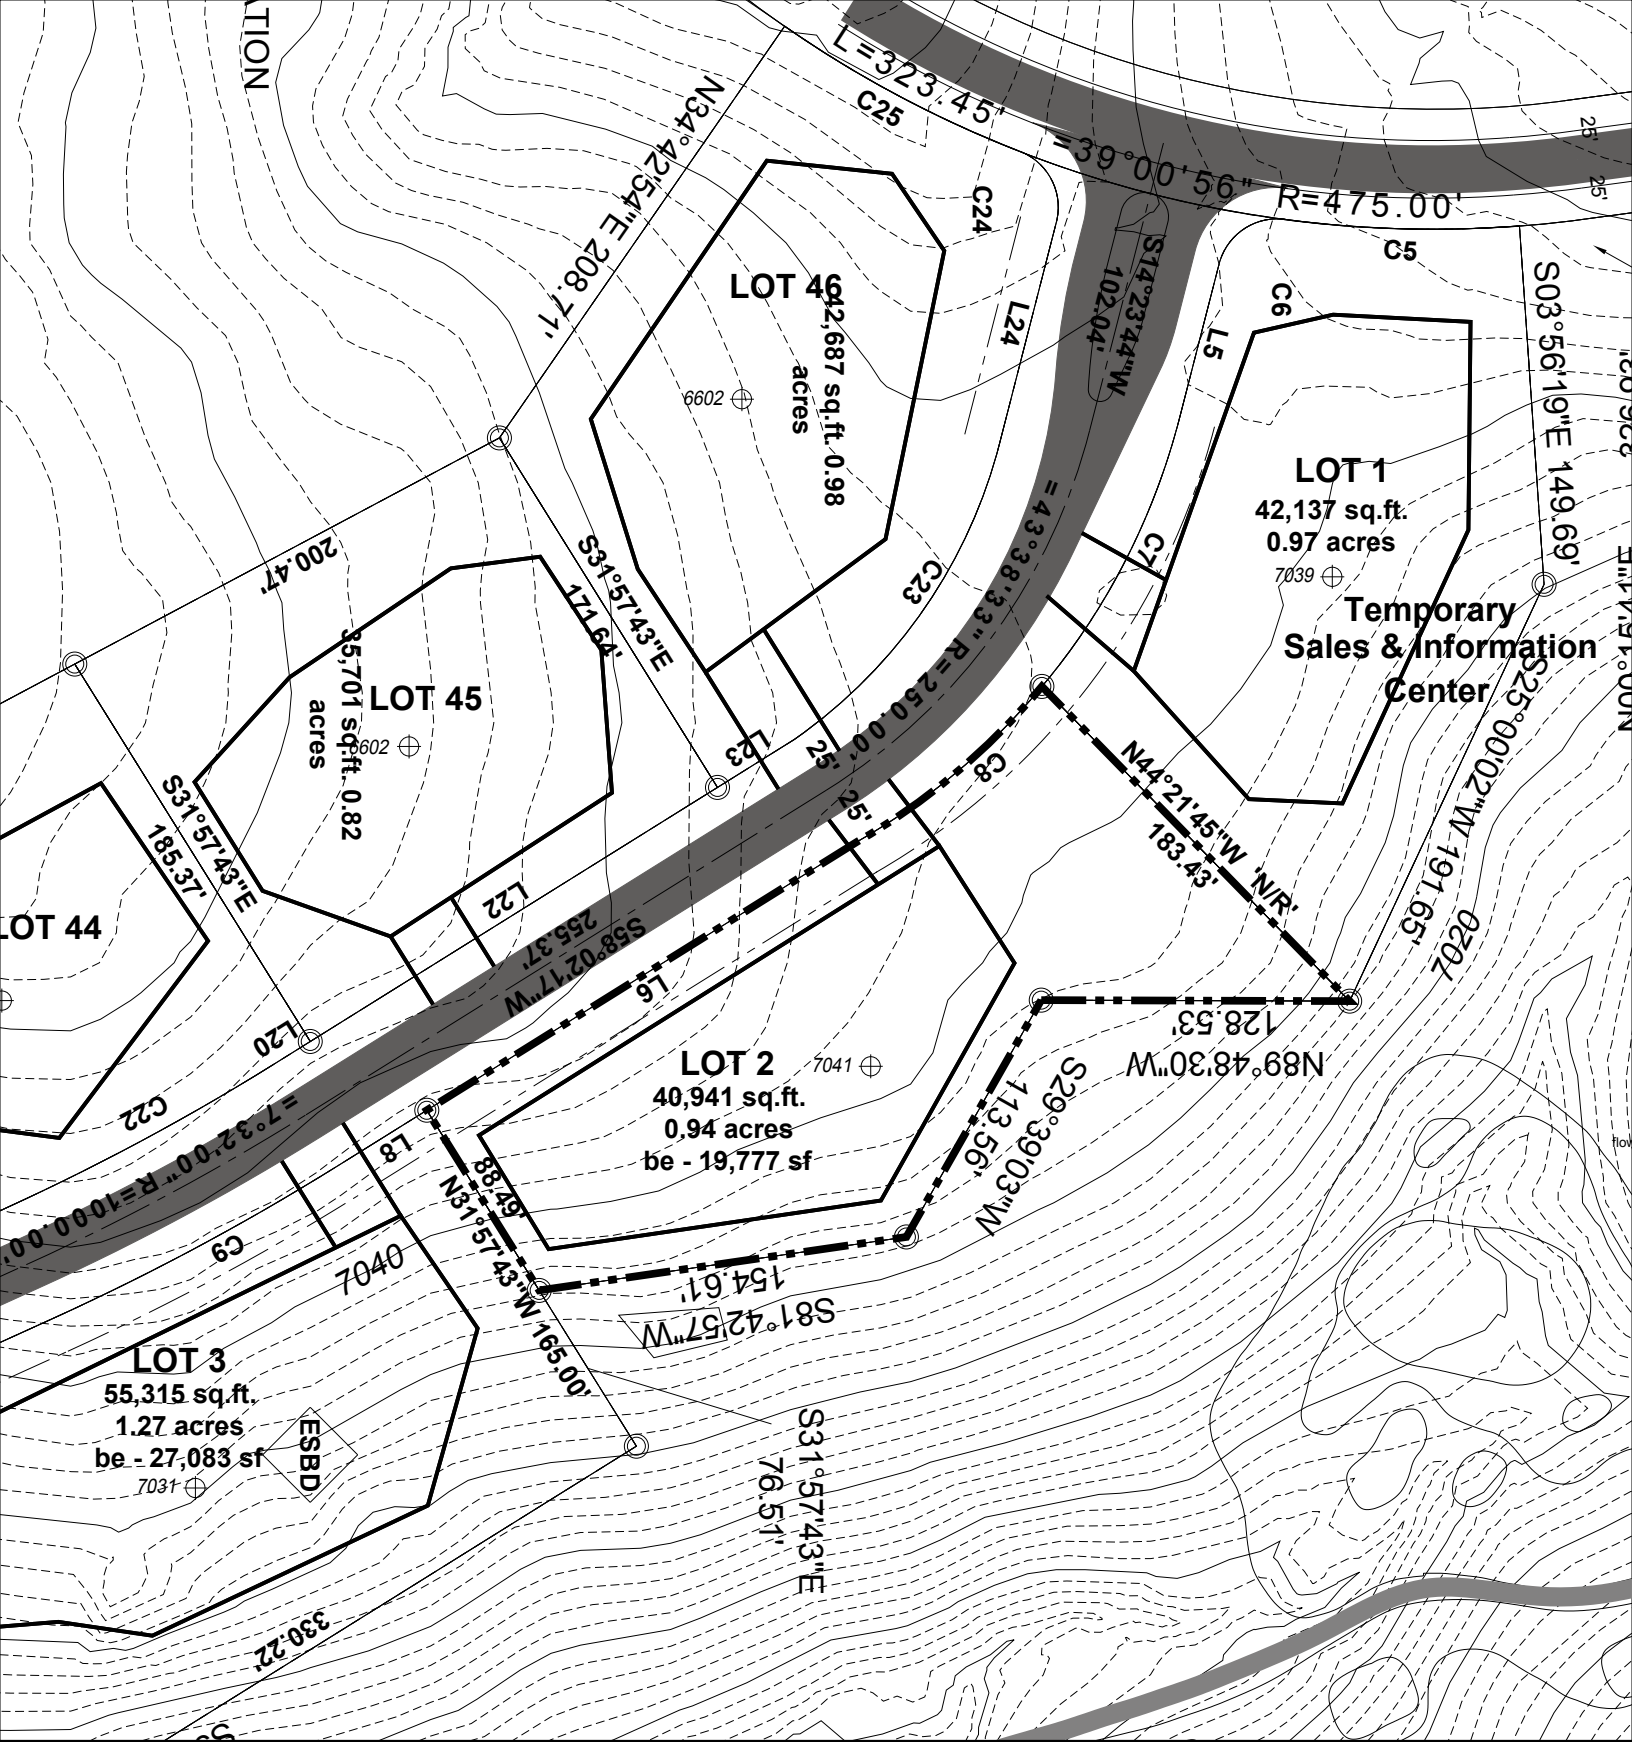 ATION
L=323.45'
C25
=39°00'56" R=475.00'
25'
25'
N34°42'54"E 208.71'
C24
C5
S14°23'44"W
102.04'
LOT 46
42,687 sq.ft. 0.98
acres
6602
L24
L5
C6
S03°56'19"E 149.69'
LOT 1
42,137 sq.ft.
0.97 acres
7039
Temporary
Sales & Information
Center
N00°15'41"E
C7
C23
=43°38'33" R=250.00'
200.47'
S31°57'43"E
171.64'
35,701 sq.ft. 0.82
acres
LOT 45
6602
L23
25'
25'
C8
N44°21'45"W 'N/R'
183.43'
S25°00'02"W 191.65'
7020
S31°57'43"E
185.37'
LOT 44
L22
S58°02'17"W
255.37'
L6
L20
C22
=7°32'00" R=1000.00'
L8
LOT 2
40,941 sq.ft.
0.94 acres
be - 19,777 sf
7041
128.53'
N89°48'30"W
S29°39'03"W
113.56'
88.49'
N31°57'43"W 165.00'
154.61'
S81°42'57"W
C9
7040
LOT 3
55,315 sq.ft.
1.27 acres
be - 27,083 sf
7031
ESBD
S31°57'43"E
76.51'
330.22'
flow